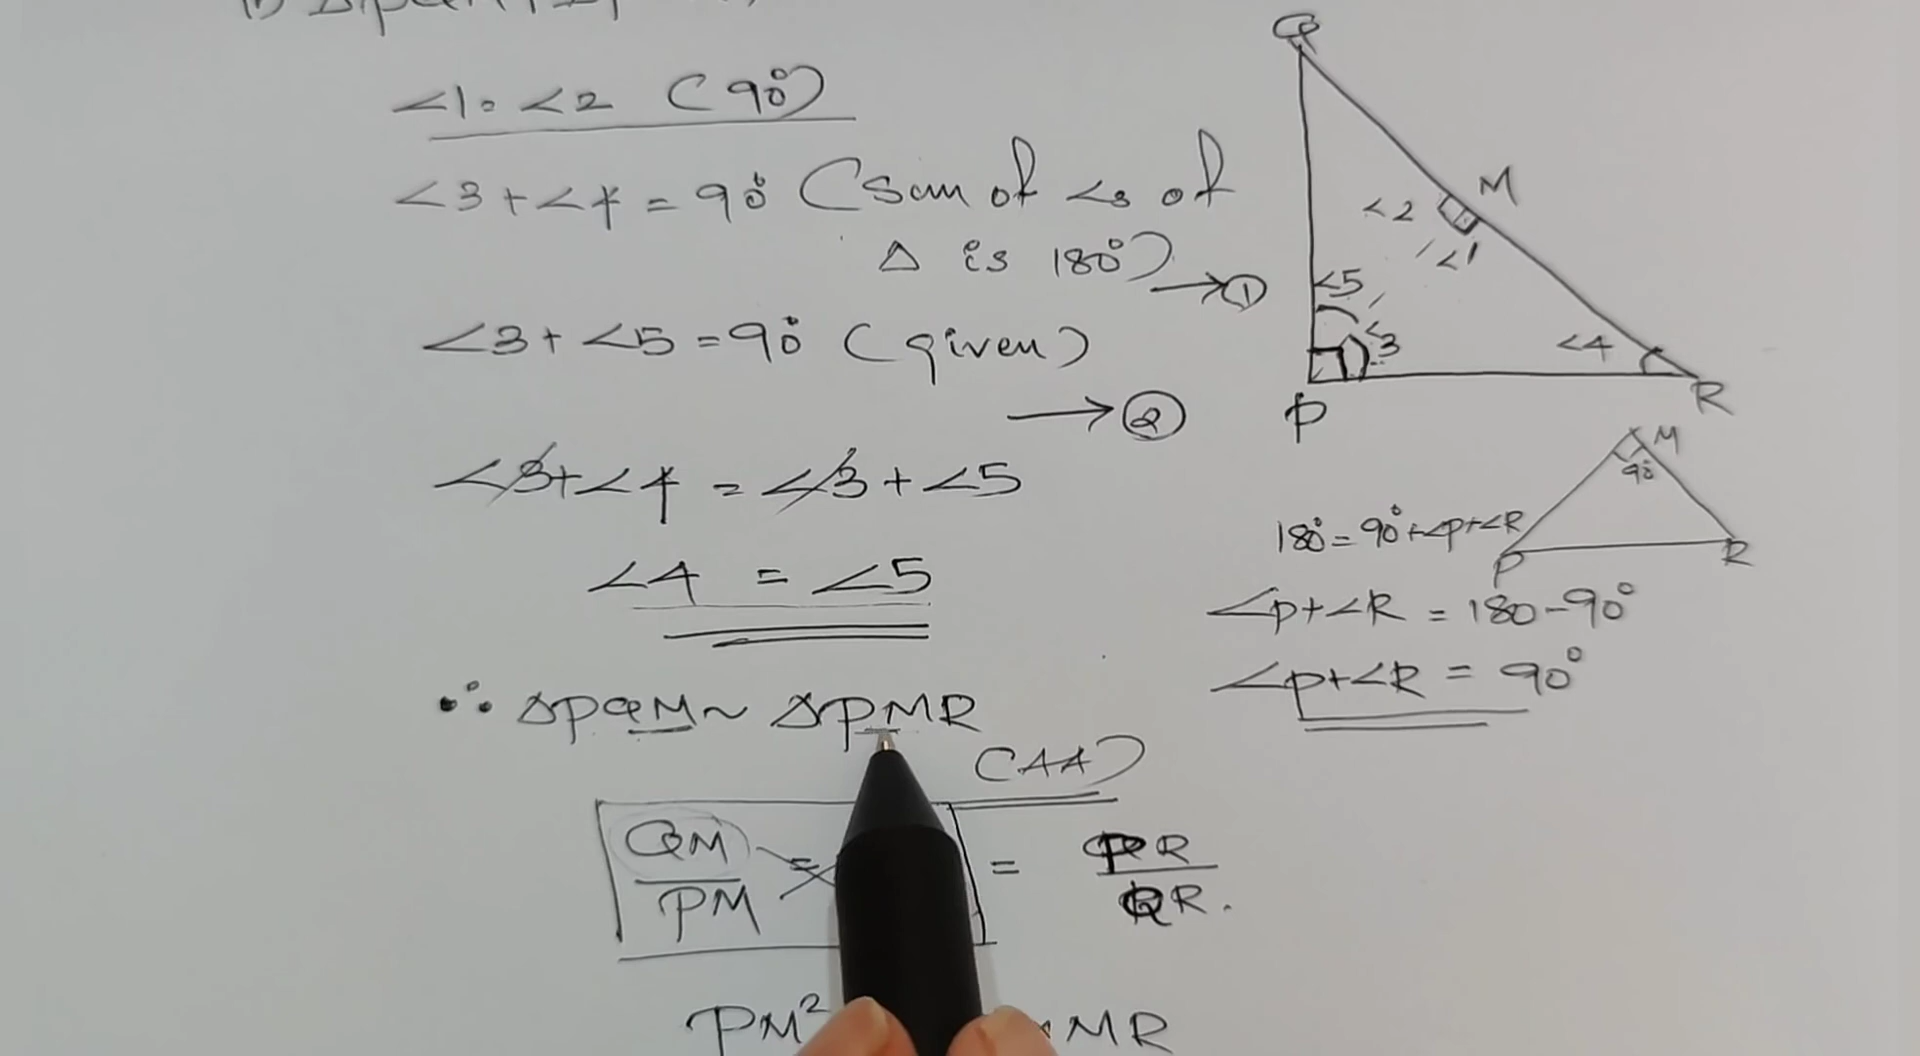 ∠1 = ∠2 (90°)
∠3 + ∠4 = 90° (Sum of ∠s of
Δ is 180°)
→ ①
∠3 + ∠5 = 90° (given)
→ ②
∠3 + ∠4 = ∠3 + ∠5
∠4 = ∠5
∴ ΔPQM ~ ΔPMR
(AA)
QM/PM = = PR/QR.
PM² MR
Q
M
∠2
∠1
∠5
∠3
∠4
P
R
M
90°
P
R
180° = 90° + ∠P + ∠R
∠P + ∠R = 180 - 90°
∠P + ∠R = 90°